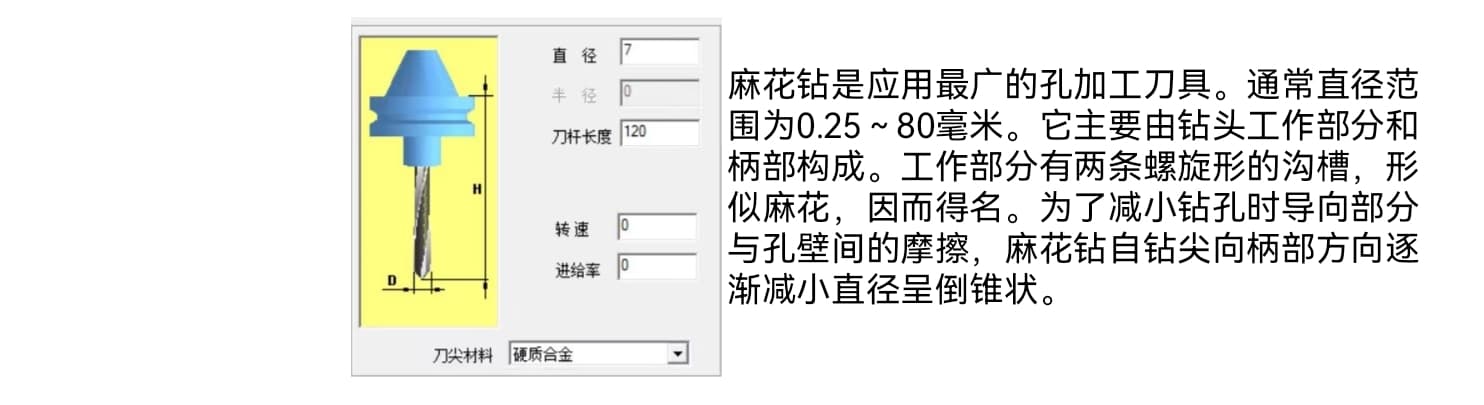 直 径 7
半 径 0
刀杆长度 120
H
转速 0
进给率 0
D
刀尖材料 硬质合金
麻花钻是应用最广的孔加工刀具。通常直径范
围为0.25~80毫米。它主要由钻头工作部分和
柄部构成。工作部分有两条螺旋形的沟槽，形
似麻花，因而得名。为了减小钻孔时导向部分
与孔壁间的摩擦，麻花钻自钻尖向柄部方向逐
渐减小直径呈倒锥状。